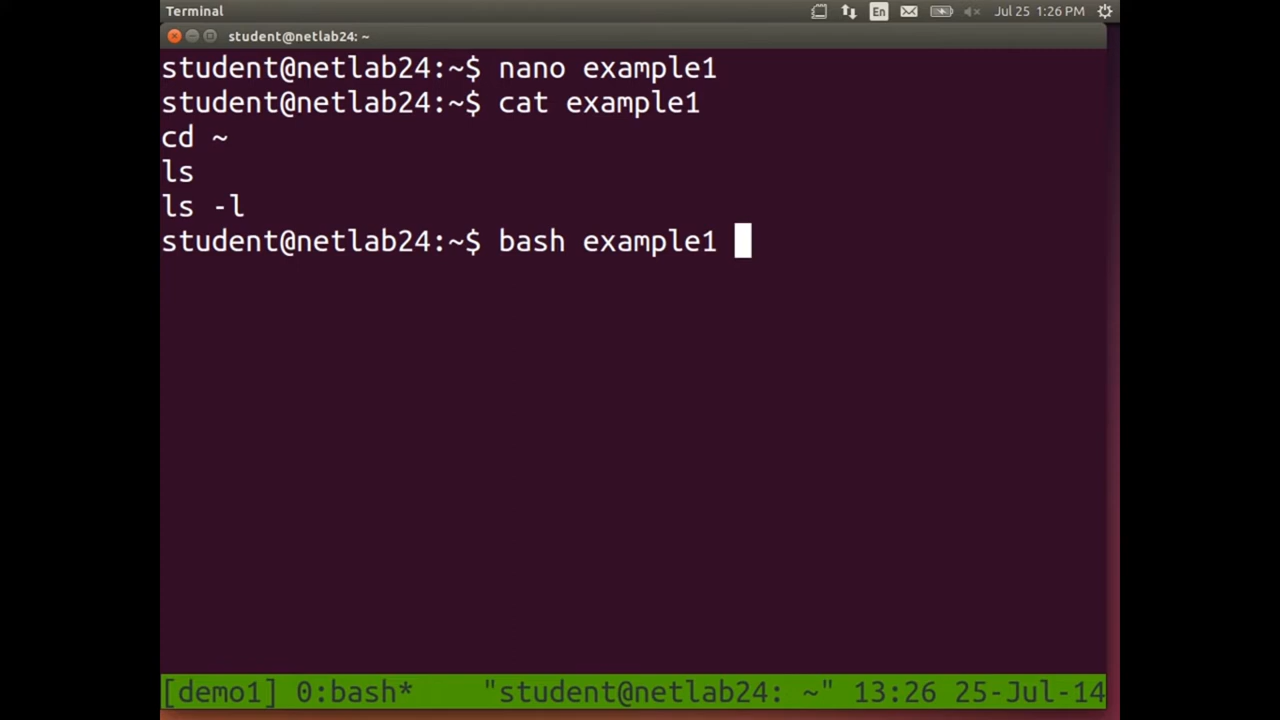 Terminal
En
Jul 25 1:26 PM
student@netlab24: ~
student@netlab24:~$ nano example1
student@netlab24:~$ cat example1
cd ~
ls
ls -l
student@netlab24:~$ bash example1
[demo1] 0:bash* "student@netlab24: ~" 13:26 25-Jul-14